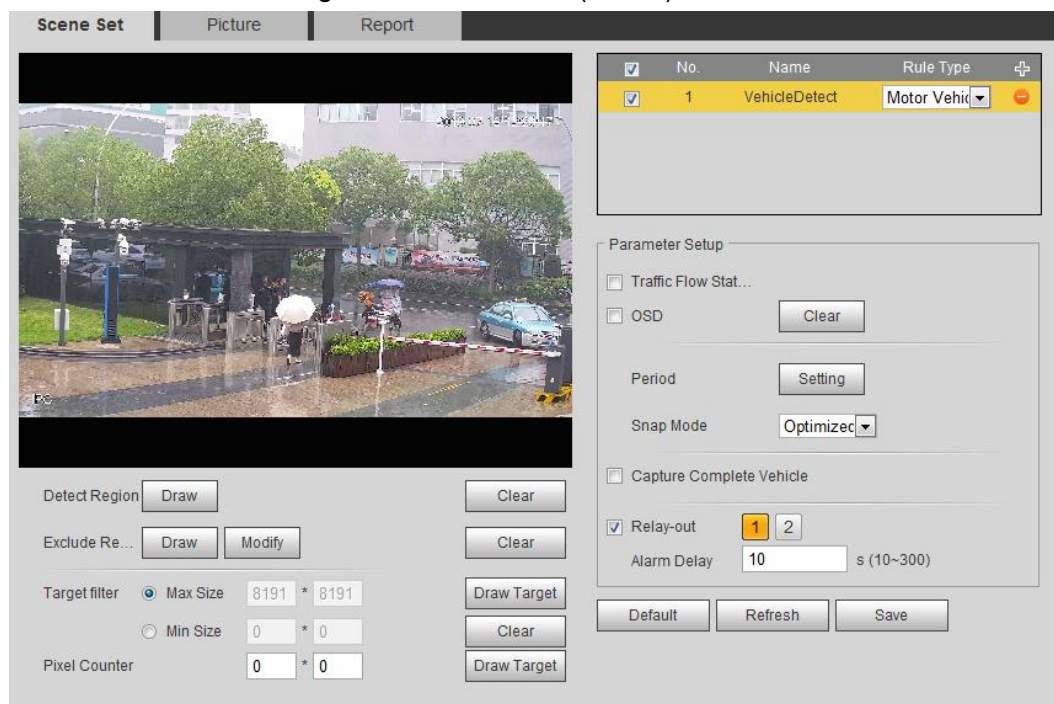 Scene Set Picture Report
No. Name Rule Type
1 VehicleDetect Motor Vehic
Parameter Setup
Traffic Flow Stat...
OSD Clear
Period Setting
Snap Mode Optimized
Capture Complete Vehicle
Relay-out 1 2
Alarm Delay 10 s (10~300)
Default Refresh Save
PC
Detect Region Draw Clear
Exclude Re... Draw Modify Clear
Target filter Max Size 8191 * 8191 Draw Target
Min Size 0 * 0 Clear
Pixel Counter 0 * 0 Draw Target